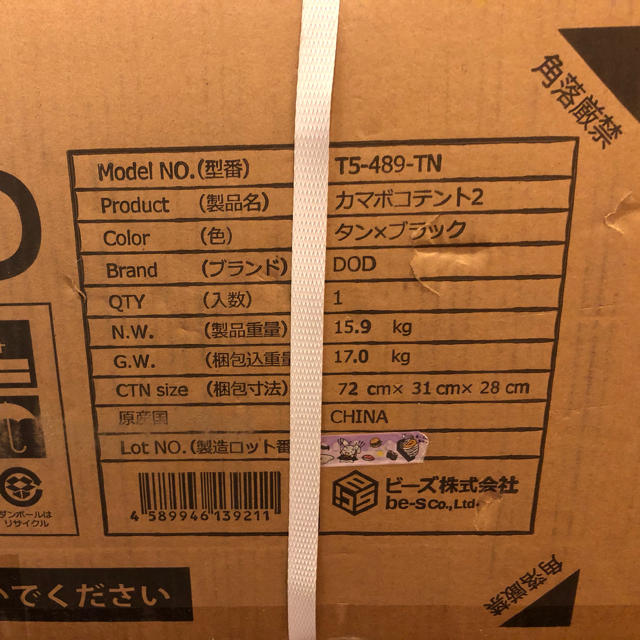 角落厳禁
Model NO.(型番) T5-489-TN
Product (製品名) カマボコテント2
Color (色) タン×ブラック
Brand (ブランド) DOD
QTY (入数) 1
N.W. (製品重量) 15.9 kg
G.W. (梱包込重量 17.0 kg
CTN size (梱包寸法) 72 cm× 31 cm× 28 cm
原産国 CHINA
Lot NO.(製造ロット番
ダンボールは
リサイクル
4 589946 139211
ビーズ株式会社
be-s Co., Ltd.
でください
角落厳禁